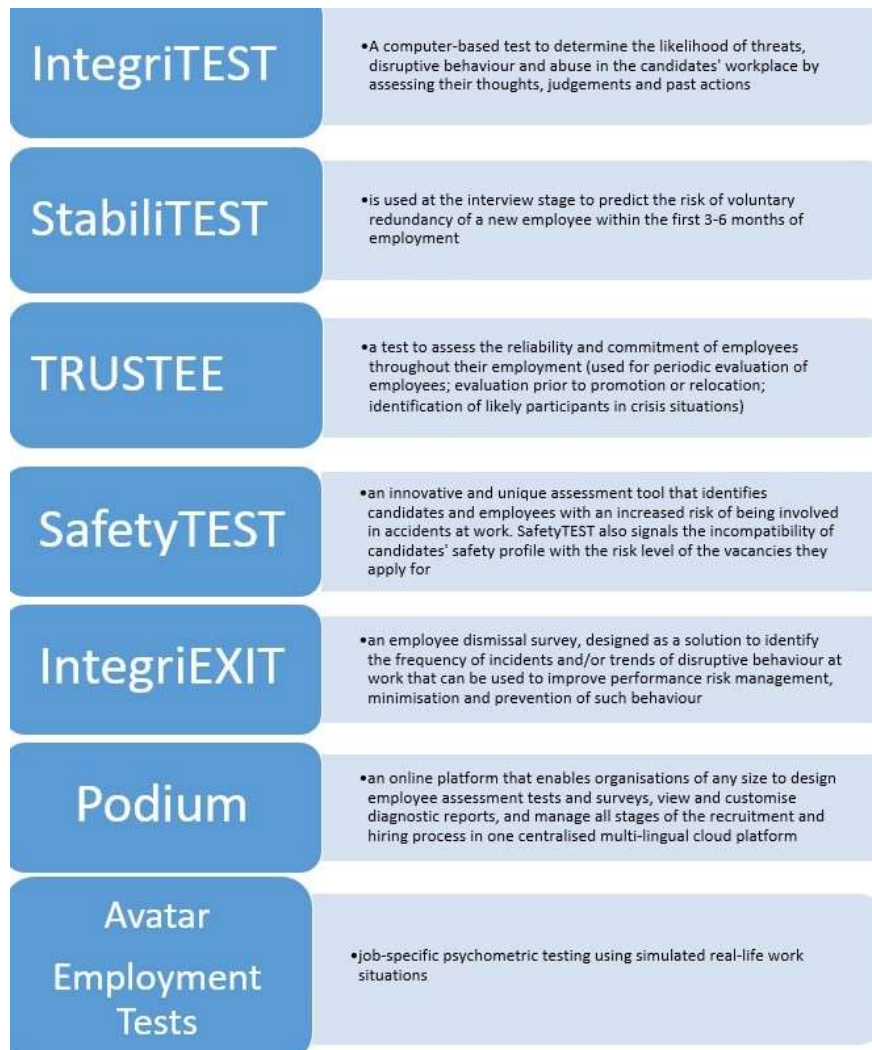 IntegriTEST
•A computer-based test to determine the likelihood of threats,
disruptive behaviour and abuse in the candidates' workplace by
assessing their thoughts, judgements and past actions
StabiliTEST
•is used at the interview stage to predict the risk of voluntary
redundancy of a new employee within the first 3-6 months of
employment
TRUSTEE
•a test to assess the reliability and commitment of employees
throughout their employment (used for periodic evaluation of
employees; evaluation prior to promotion or relocation;
identification of likely participants in crisis situations)
SafetyTEST
•an innovative and unique assessment tool that identifies
candidates and employees with an increased risk of being involved
in accidents at work. SafetyTEST also signals the incompatibility of
candidates' safety profile with the risk level of the vacancies they
apply for
IntegriEXIT
•an employee dismissal survey, designed as a solution to identify
the frequency of incidents and/or trends of disruptive behaviour at
work that can be used to improve performance risk management,
minimisation and prevention of such behaviour
Podium
•an online platform that enables organisations of any size to design
employee assessment tests and surveys, view and customise
diagnostic reports, and manage all stages of the recruitment and
hiring process in one centralised multi-lingual cloud platform
Avatar
Employment
Tests
•job-specific psychometric testing using simulated real-life work
situations